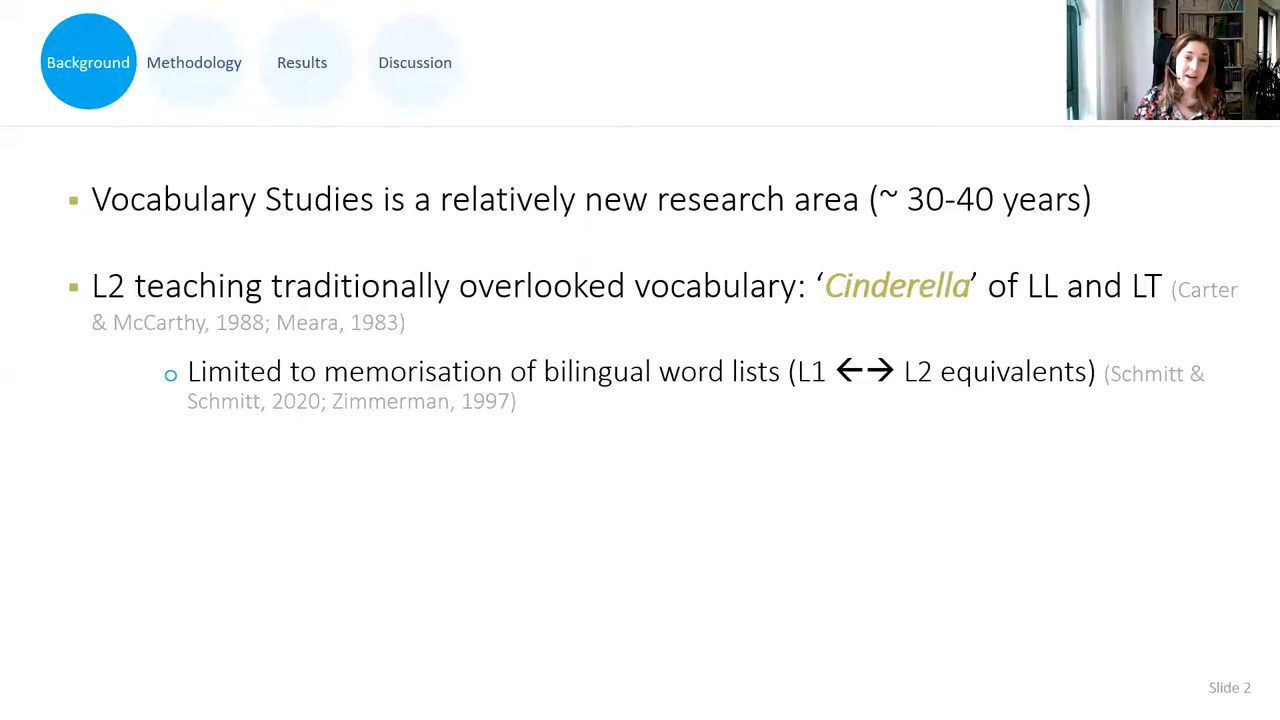 Background Methodology Results Discussion
Vocabulary Studies is a relatively new research area (~ 30-40 years)
L2 teaching traditionally overlooked vocabulary: ‘Cinderella’ of LL and LT (Carter
& McCarthy, 1988; Meara, 1983)
Limited to memorisation of bilingual word lists (L1 ←→ L2 equivalents) (Schmitt &
Schmitt, 2020; Zimmerman, 1997)
Slide 2